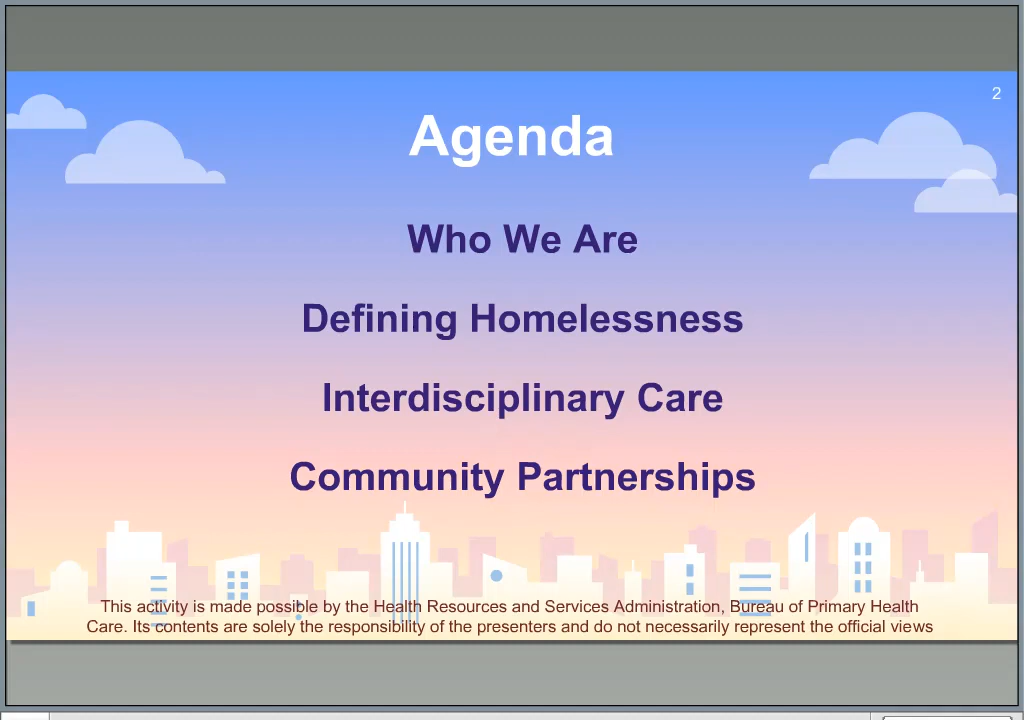 2
Agenda
Who We Are
Defining Homelessness
Interdisciplinary Care
Community Partnerships
This activity is made possible by the Health Resources and Services Administration, Bureau of Primary Health
Care. Its contents are solely the responsibility of the presenters and do not necessarily represent the official views